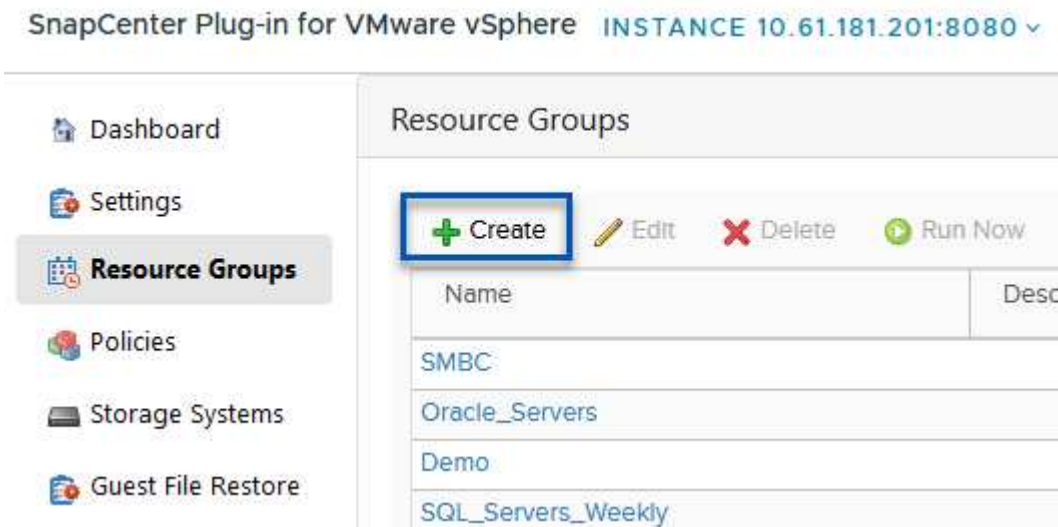 SnapCenter Plug-in for VMware vSphere INSTANCE 10.61.181.201:8080
Dashboard
Settings
Resource Groups
Policies
Storage Systems
Guest File Restore
Resource Groups
Create Edit Delete Run Now
Name Desc
SMBC
Oracle_Servers
Demo
SQL_Servers_Weekly